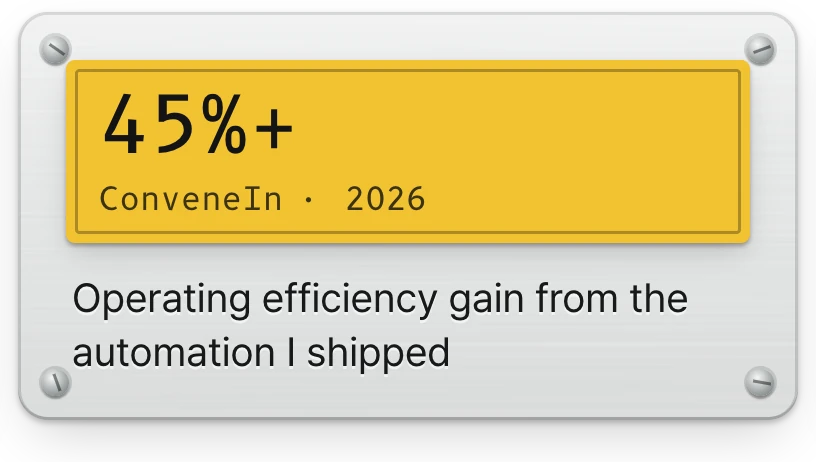 45%+
ConveneIn · 2026
Operating efficiency gain from the
automation I shipped